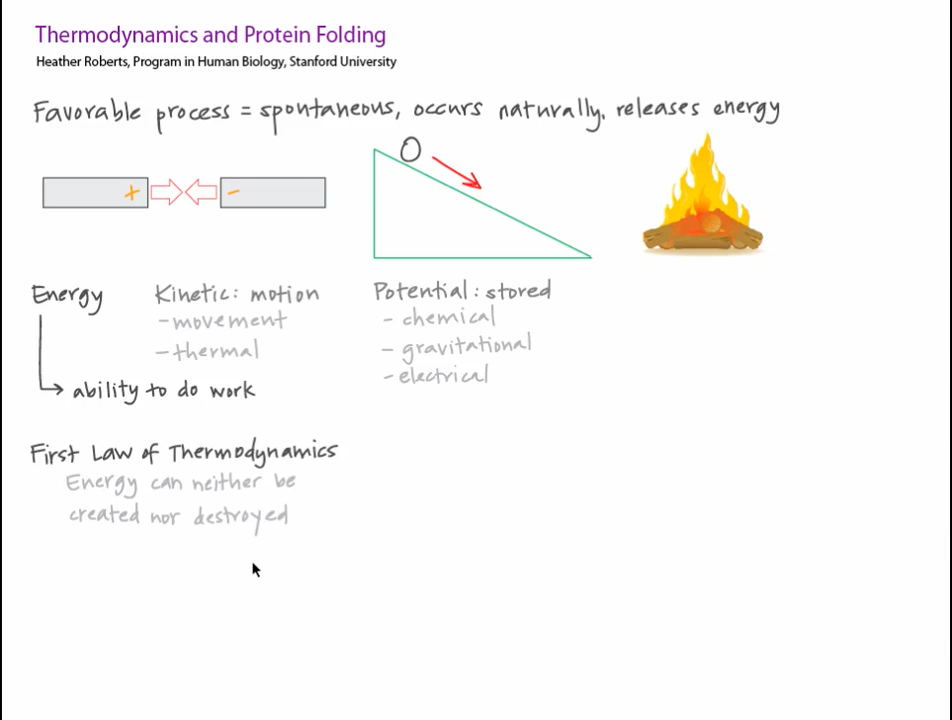 Thermodynamics and Protein Folding
Heather Roberts, Program in Human Biology, Stanford University
Favorable process = spontaneous, occurs naturally, releases energy
+ -
Energy
Kinetic: motion
- movement
- thermal
Potential: stored
- chemical
- gravitational
- electrical
ability to do work
First Law of Thermodynamics
Energy can neither be
created nor destroyed